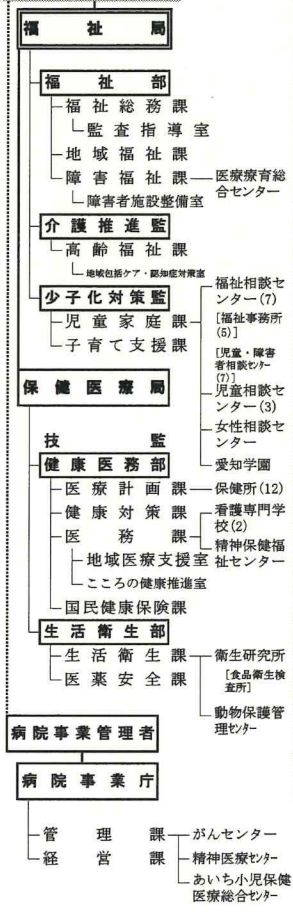 福祉局
福祉部
福祉総務課
監査指導室
地域福祉課
障害福祉課
医療療育総
合センター
障害者施設整備室
介護推進監
高齢福祉課
地域包括ケア・認知症対策室
少子化対策監
児童家庭課
子育て支援課
福祉相談セ
ンター(7)
[福祉事務所
(5)]
[児童・障害
者相談センター
(7)]
児童相談セ
ンター(3)
女性相談セ
ンター
愛知学園
保健医療局
技監
健康医務部
医療計画課
保健所(12)
健康対策課
医務課
看護専門学
校(2)
精神保健福
祉センター
地域医療支援室
こころの健康推進室
国民健康保険課
生活衛生部
生活衛生課
衛生研究所
[食品衛生検
査所]
医薬安全課
動物保護管
理センター
病院事業管理者
病院事業庁
管理課
がんセンター
経営課
精神医療センター
あいち小児保健
医療総合センター